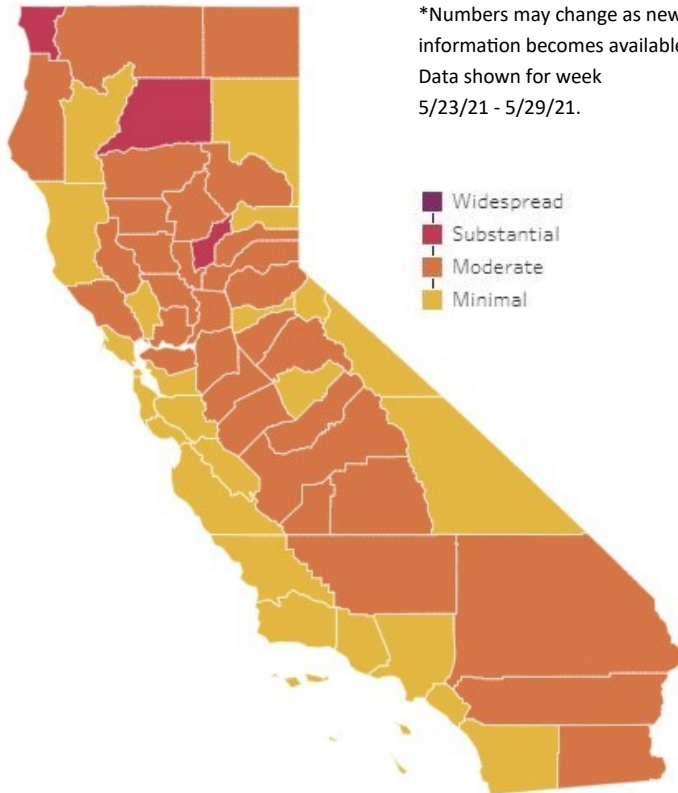 *Numbers may change as new
information becomes available
Data shown for week
5/23/21 - 5/29/21.
Widespread
Substantial
Moderate
Minimal